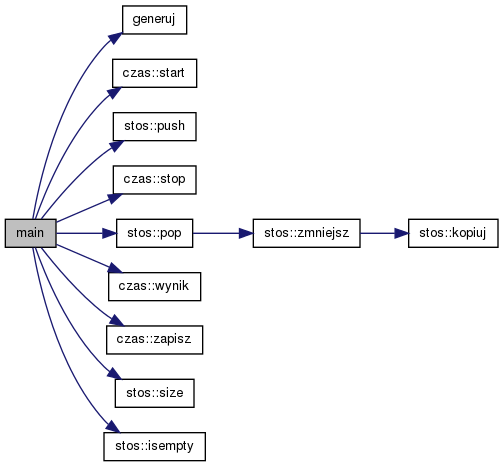 generuj
czas::start
stos::push
czas::stop
main
stos::pop
stos::zmniejsz
stos::kopiuj
czas::wynik
czas::zapisz
stos::size
stos::isempty